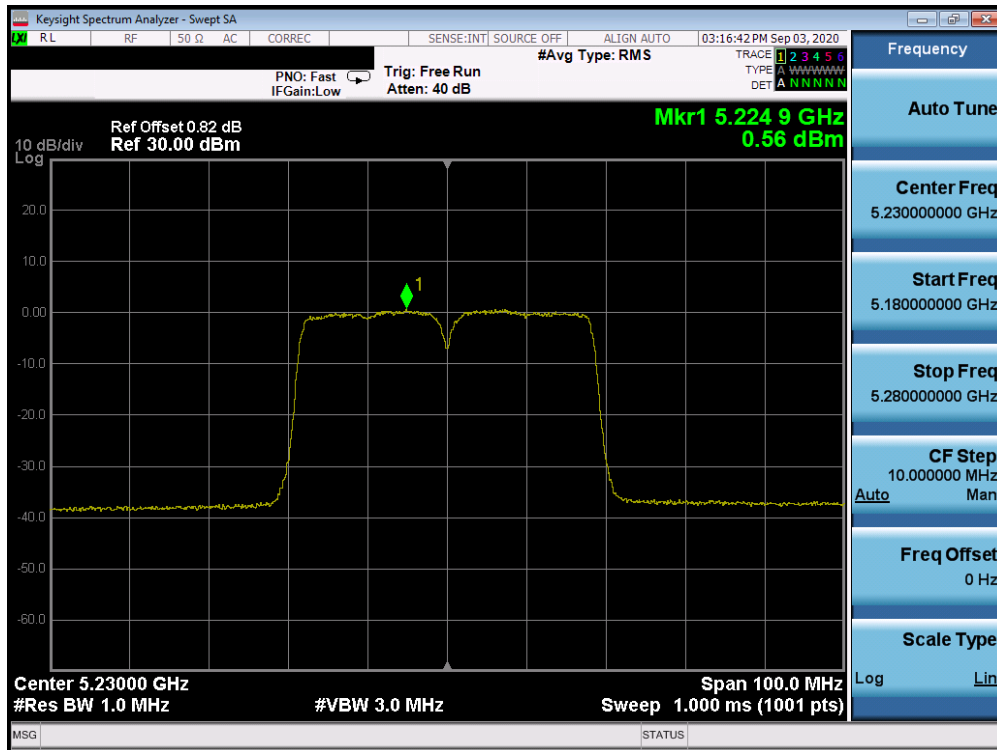 Keysight Spectrum Analyzer - Swept SA
LXI RL RF 50 Ω AC CORREC SENSE:INT SOURCE OFF ALIGN AUTO 03:16:42 PM Sep 03, 2020
#Avg Type: RMS
TRACE 1 2 3 4 5 6
PNO: Fast Trig: Free Run
TYPE A WWWWW
IFGain:Low Atten: 40 dB
DET A N N N N N
Mkr1 5.224 9 GHz
0.56 dBm
Ref Offset 0.82 dB
10 dB/div Ref 30.00 dBm
Log
20.0
10.0
1
0.00
-10.0
-20.0
-30.0
-40.0
-50.0
-60.0
Center 5.23000 GHz Span 100.0 MHz
#Res BW 1.0 MHz #VBW 3.0 MHz Sweep 1.000 ms (1001 pts)
MSG STATUS
Frequency
Auto Tune
Center Freq
5.230000000 GHz
Start Freq
5.180000000 GHz
Stop Freq
5.280000000 GHz
CF Step
10.000000 MHz
Auto Man
Freq Offset
0 Hz
Scale Type
Log Lin